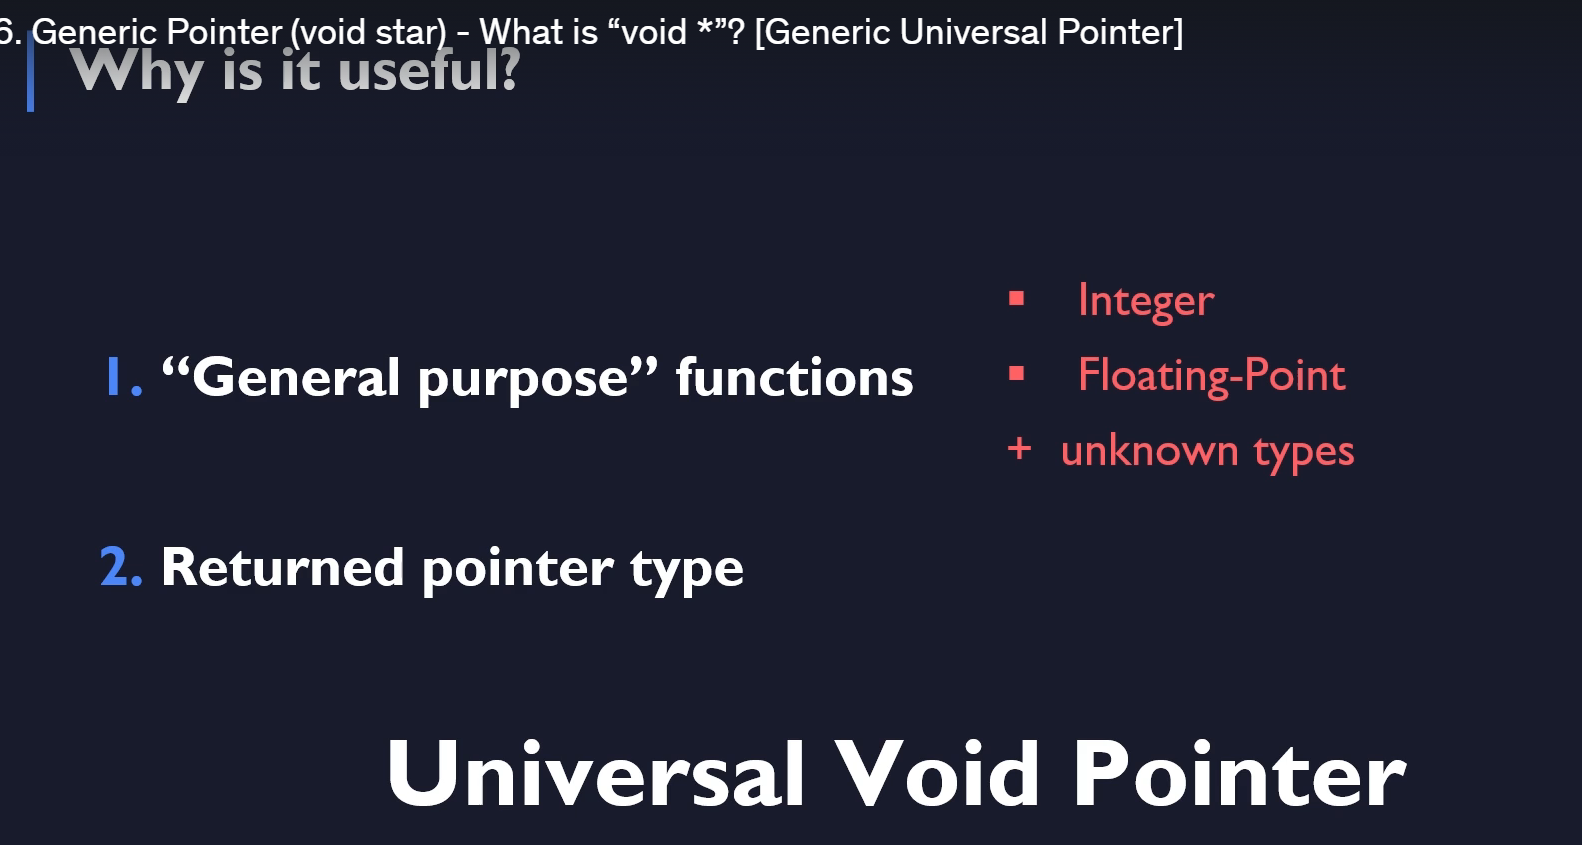 6. Generic Pointer (void star) - What is “void *”? [Generic Universal Pointer]
Why is it useful?
▪ Integer
1. “General purpose” functions
▪ Floating-Point
+ unknown types
2. Returned pointer type
Universal Void Pointer